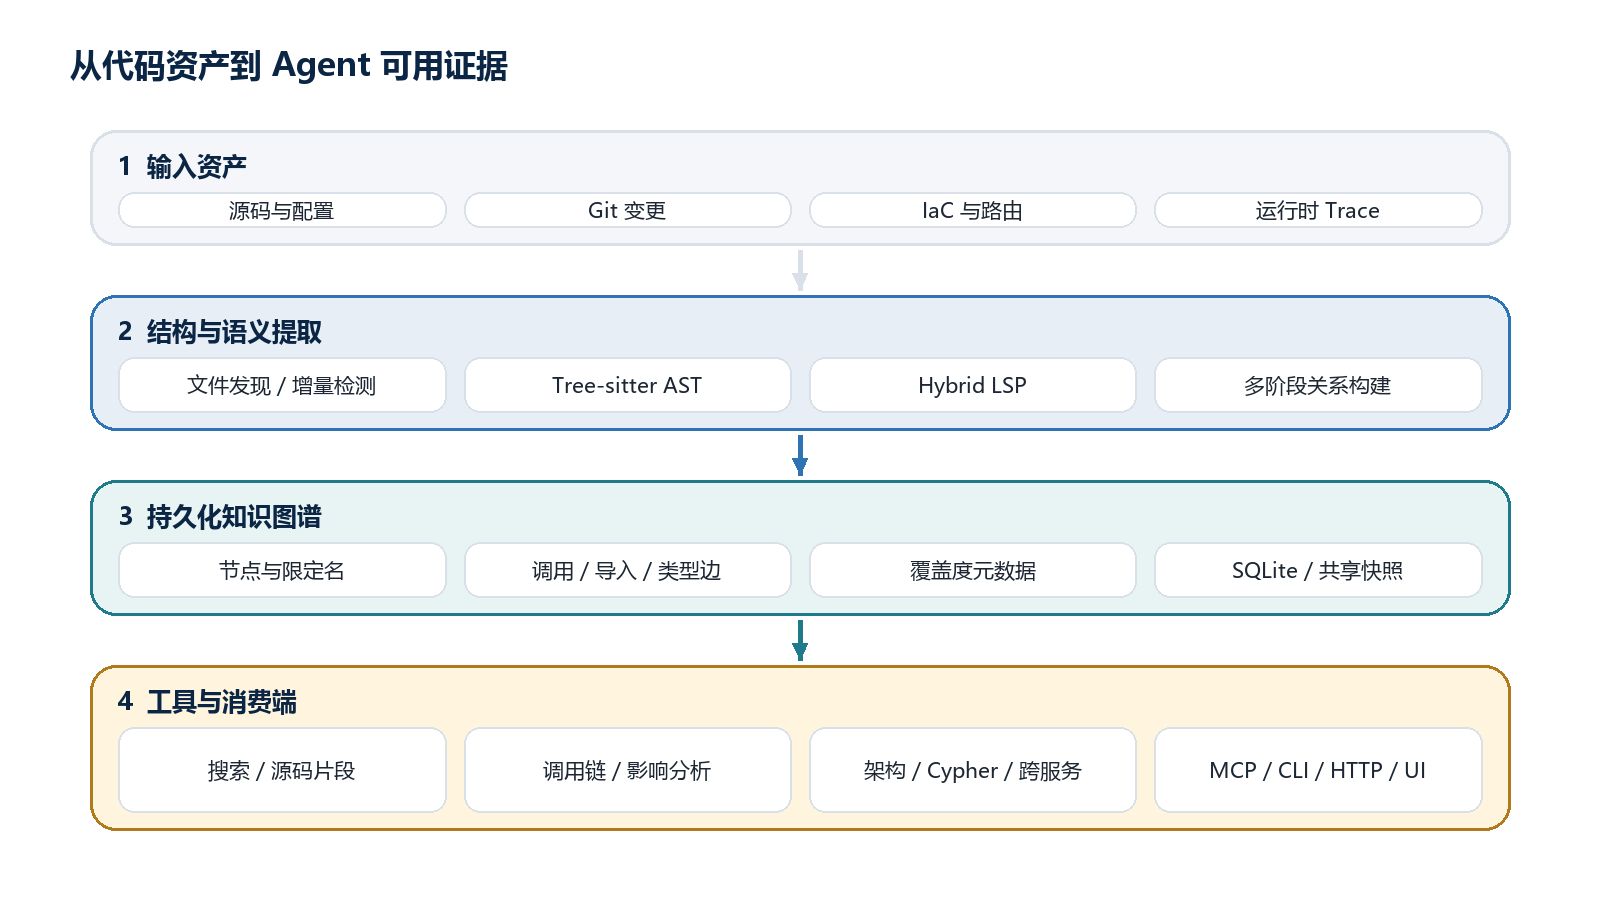 从代码资产到 Agent 可用证据
1 输入资产
源码与配置
Git 变更
IaC 与路由
运行时 Trace
2 结构与语义提取
文件发现 / 增量检测
Tree-sitter AST
Hybrid LSP
多阶段关系构建
3 持久化知识图谱
节点与限定名
调用 / 导入 / 类型边
覆盖度元数据
SQLite / 共享快照
4 工具与消费端
搜索 / 源码片段
调用链 / 影响分析
架构 / Cypher / 跨服务
MCP / CLI / HTTP / UI